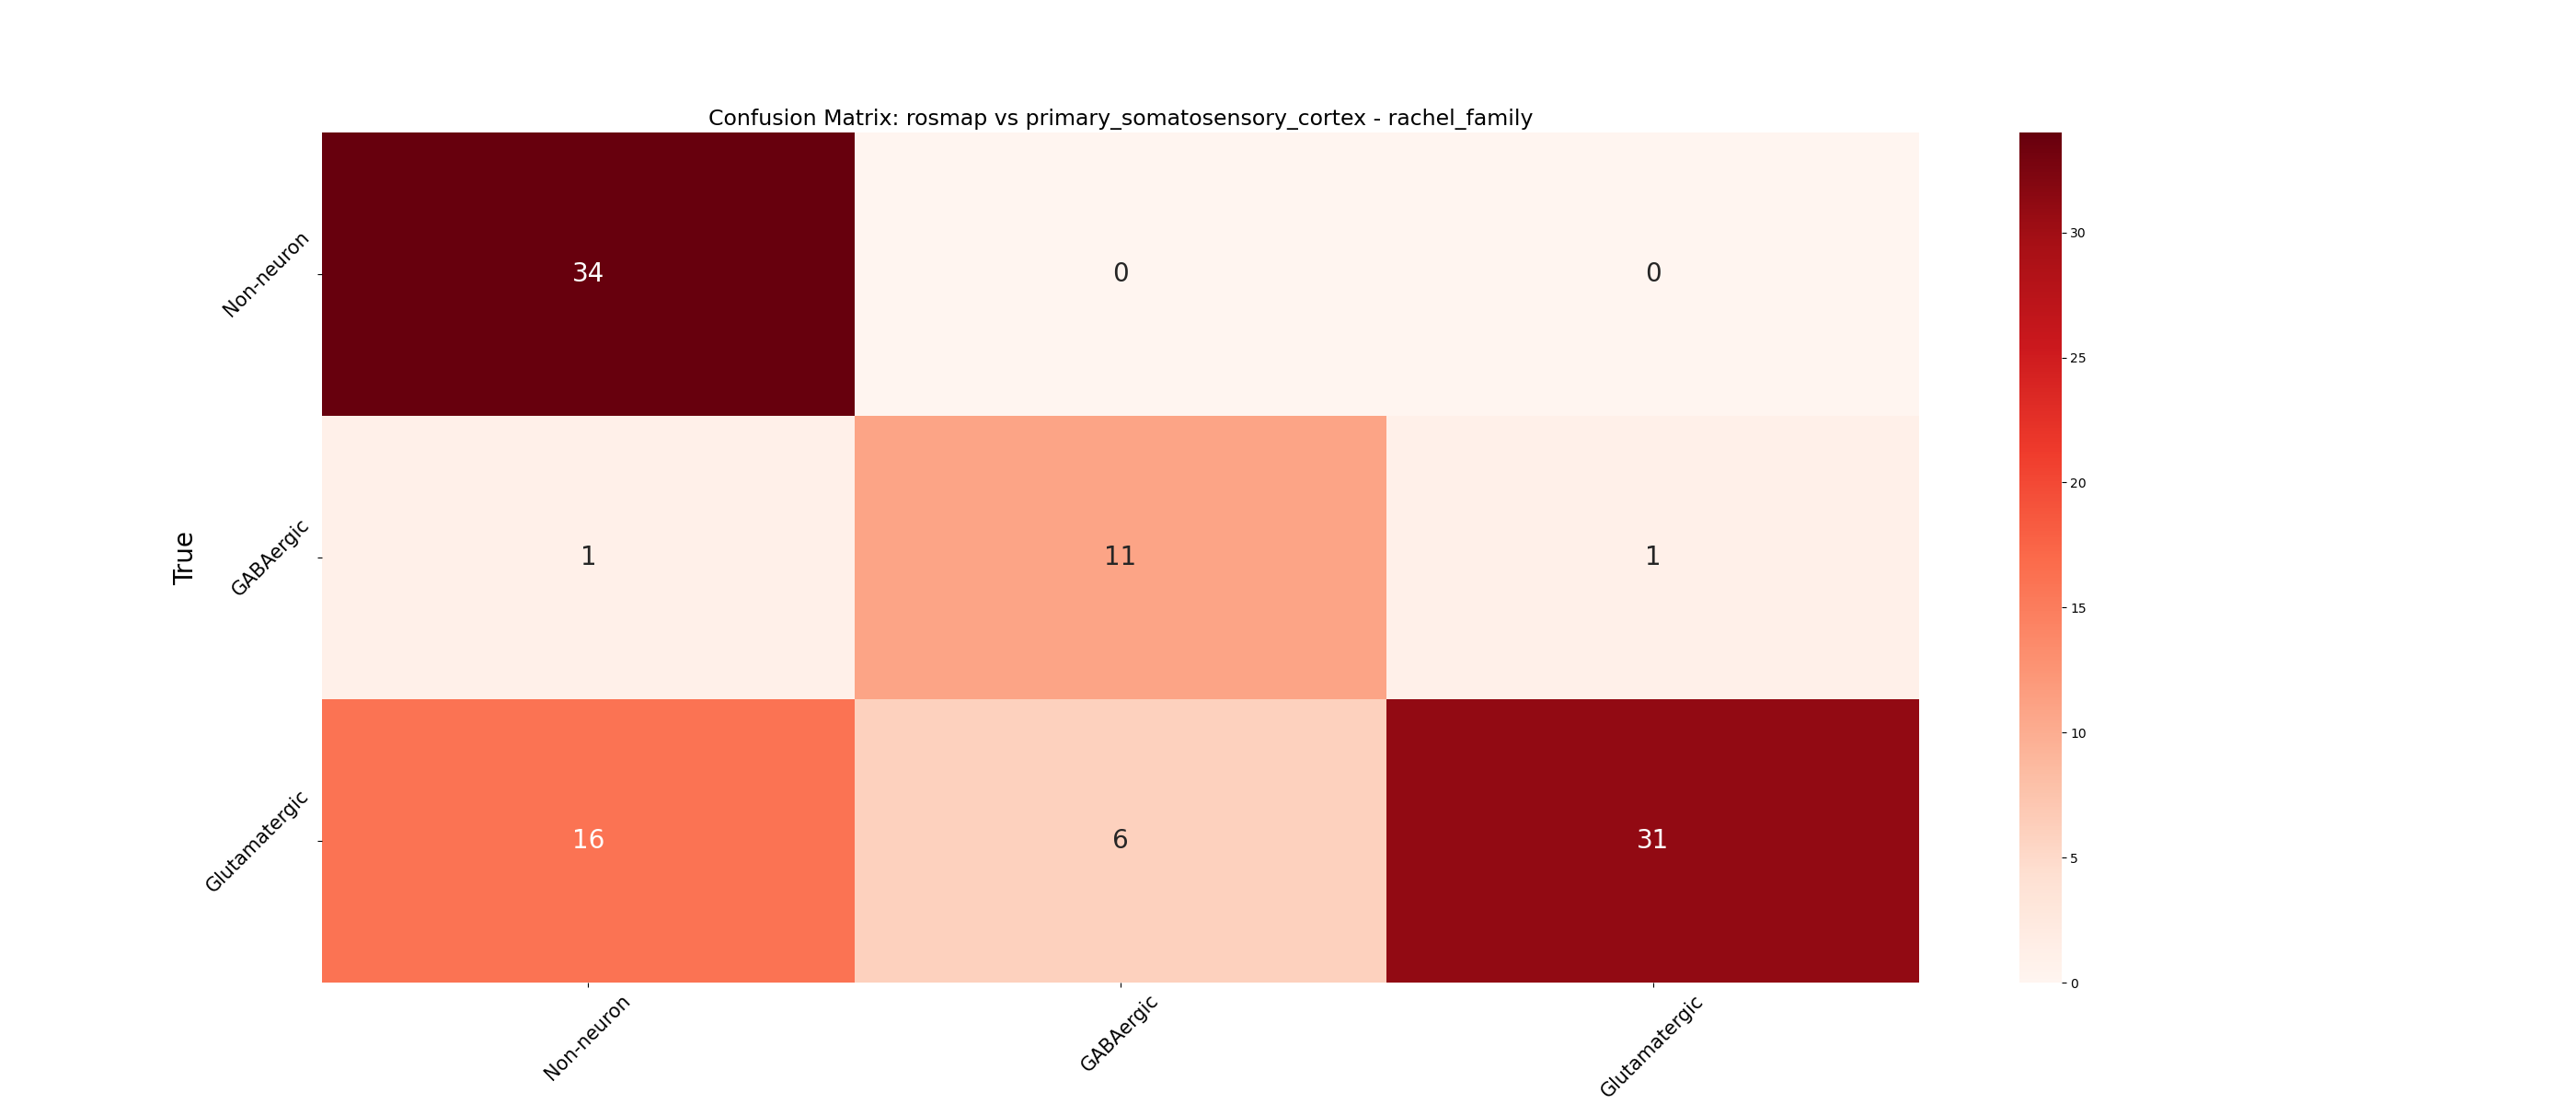 Confusion Matrix: rosmap vs primary_somatosensory_cortex - rachel_family
True
Non-neuron
34 0 0
GABAergic
1 11 1
Glutamatergic
16 6 31
Non-neuron GABAergic Glutamatergic
30
25
20
15
10
5
0